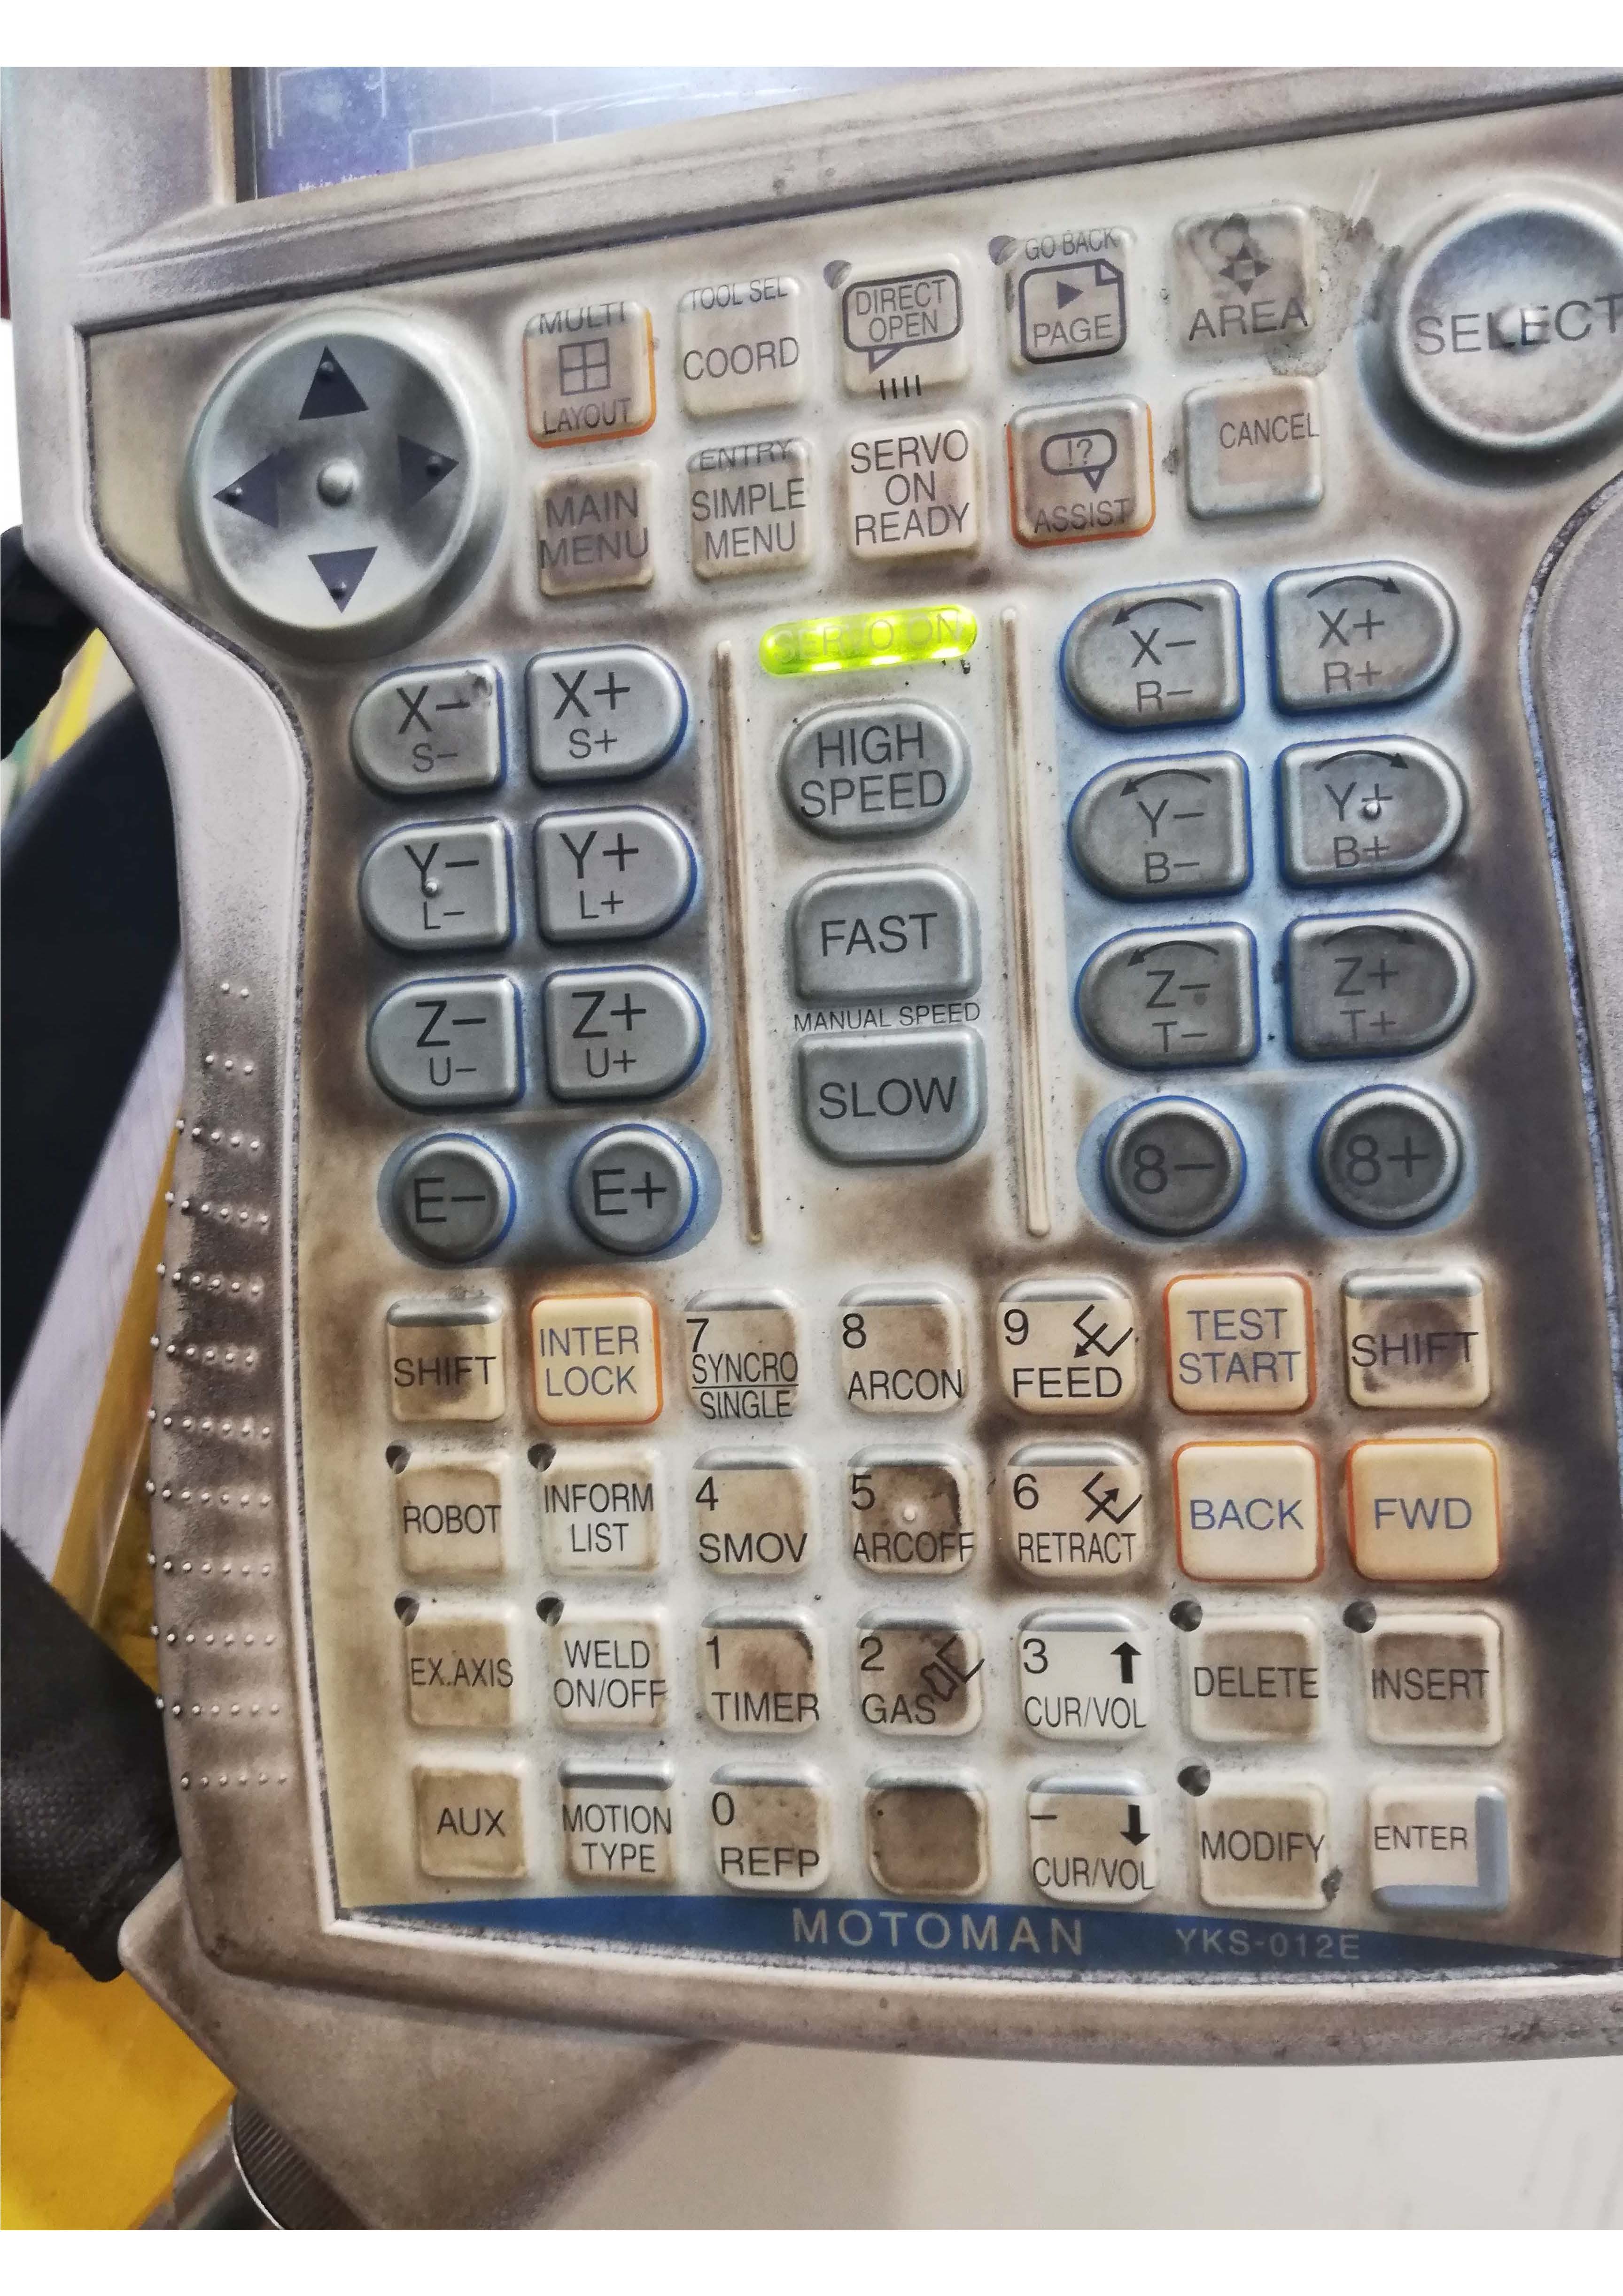 MULTI
LAYOUT
TOOL SEL
COORD
DIRECT
OPEN
GO BACK
PAGE
AREA
SELECT
MAIN
MENU
ENTRY
SIMPLE
MENU
SERVO
ON
READY
!?
ASSIST
CANCEL
SERVO ON
X−
S−
X+
S+
HIGH
SPEED
X−
R−
X+
R+
Y−
L−
Y+
L+
FAST
Y−
B−
Y+
B+
MANUAL SPEED
Z−
U−
Z+
U+
SLOW
Z−
T−
Z+
T+
E−
E+
8−
8+
SHIFT
INTER
LOCK
7
SYNCRO
SINGLE
8
ARCON
9
FEED
TEST
START
SHIFT
ROBOT
INFORM
LIST
4
SMOV
5
ARCOFF
6
RETRACT
BACK
FWD
EX.AXIS
WELD
ON/OFF
1
TIMER
2
GAS
3
CUR/VOL
DELETE
INSERT
AUX
MOTION
TYPE
0
REFP
−
CUR/VOL
MODIFY
ENTER
MOTOMAN
YKS-012E